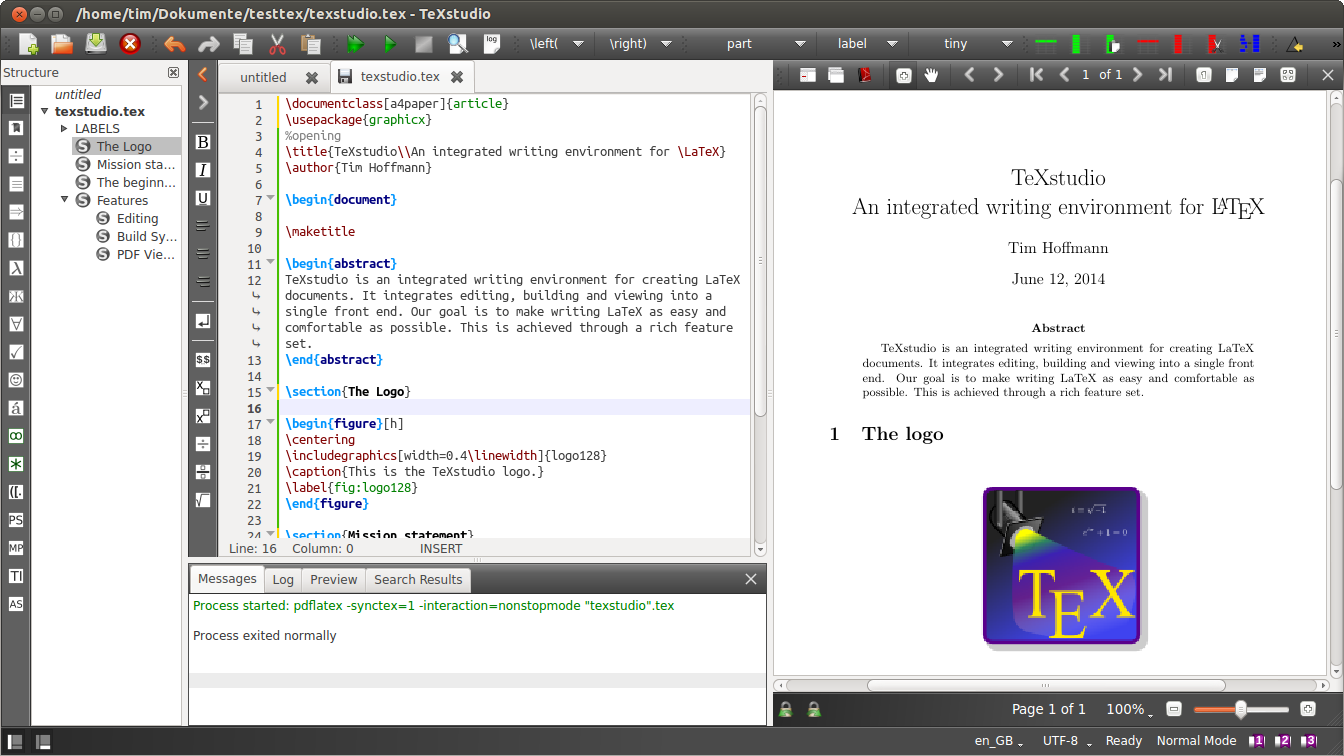 /home/tim/Dokumente/testtex/texstudio.tex - TeXstudio
log
\left(
\right)
part
label
tiny
Structure
untitled
texstudio.tex
LABELS
The Logo
Mission sta...
The beginn...
Features
Editing
Build Sy...
PDF Vie...
PS
MP
TI
AS
B
I
U
$$
untitled
texstudio.tex
1 \documentclass[a4paper]{article}
2 \usepackage{graphicx}
3 %opening
4 \title{TeXstudio\\An integrated writing environment for \LaTeX}
5 \author{Tim Hoffmann}
6
7 \begin{document}
8
9 \maketitle
10
11 \begin{abstract}
12 TeXstudio is an integrated writing environment for creating LaTeX
documents. It integrates editing, building and viewing into a
single front end. Our goal is to make writing LaTeX as easy and
comfortable as possible. This is achieved through a rich feature
set.
13 \end{abstract}
14
15 \section{The Logo}
16
17 \begin{figure}[h]
18 \centering
19 \includegraphics[width=0.4\linewidth]{logo128}
20 \caption{This is the TeXstudio logo.}
21 \label{fig:logo128}
22 \end{figure}
23
24 \section{Mission statement}
Line: 16 Column: 0 INSERT
Messages Log Preview Search Results
Process started: pdflatex -synctex=1 -interaction=nonstopmode "texstudio".tex
Process exited normally
1 of 1
TeXstudio
An integrated writing environment for LATEX
Tim Hoffmann
June 12, 2014
Abstract
TeXstudio is an integrated writing environment for creating LaTeX
documents. It integrates editing, building and viewing into a single front
end. Our goal is to make writing LaTeX as easy and comfortable as
possible. This is achieved through a rich feature set.
1 The logo
TEX
Page 1 of 1 100%
en_GB UTF-8 Ready Normal Mode 1 2 3